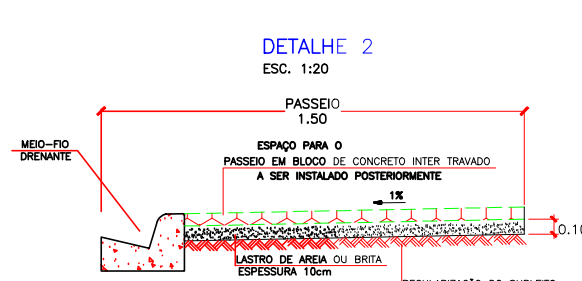 DETALHE 2
ESC. 1:20
PASSEIO
1.50
MEIO-FIO
DRENANTE
ESPAÇO PARA O
PASSEIO EM BLOCO DE CONCRETO INTER TRAVADO
A SER INSTALADO POSTERIORMENTE
1%
0.10
LASTRO DE AREIA OU BRITA
ESPESSURA 10cm